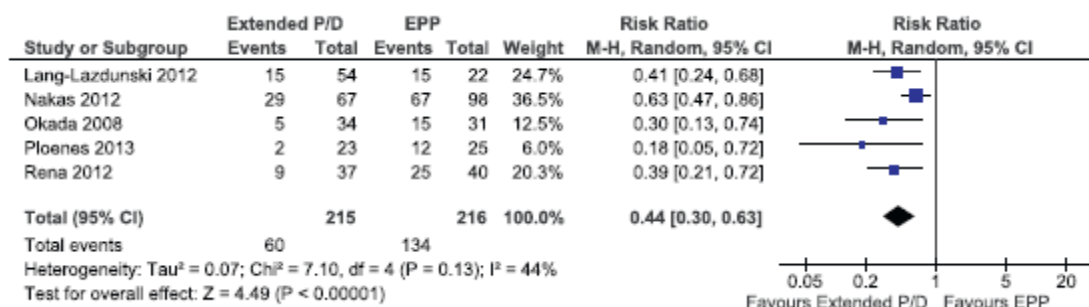 Extended P/D EPP Risk Ratio Risk Ratio
Study or Subgroup Events Total Events Total Weight M-H, Random, 95% CI M-H, Random, 95% CI
Lang-Lazdunski 2012 15 54 15 22 24.7% 0.41 [0.24, 0.68]
Nakas 2012 29 67 67 98 36.5% 0.63 [0.47, 0.86]
Okada 2008 5 34 15 31 12.5% 0.30 [0.13, 0.74]
Ploenes 2013 2 23 12 25 6.0% 0.18 [0.05, 0.72]
Rena 2012 9 37 25 40 20.3% 0.39 [0.21, 0.72]
Total (95% CI) 215 216 100.0% 0.44 [0.30, 0.63]
Total events 60 134
Heterogeneity: Tau² = 0.07; Chi² = 7.10, df = 4 (P = 0.13); I² = 44%
Test for overall effect: Z = 4.49 (P < 0.00001)
0.05 0.2 1 5 20
Favours Extended P/D Favours EPP